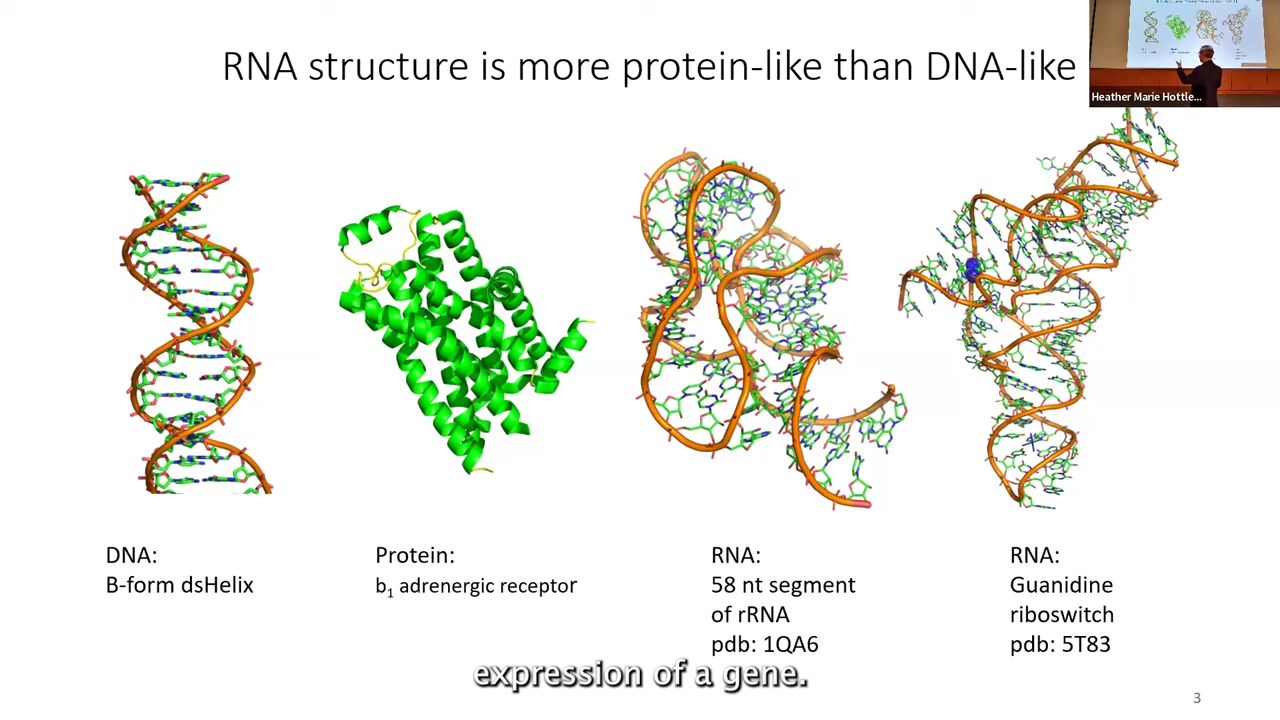 RNA structure is more protein-like than DNA-like
Heather Marie Hottle...
DNA:
B-form dsHelix
Protein:
b₁ adrenergic receptor
RNA:
58 nt segment
of rRNA
pdb: 1QA6
RNA:
Guanidine
riboswitch
pdb: 5T83
expression of a gene.
3